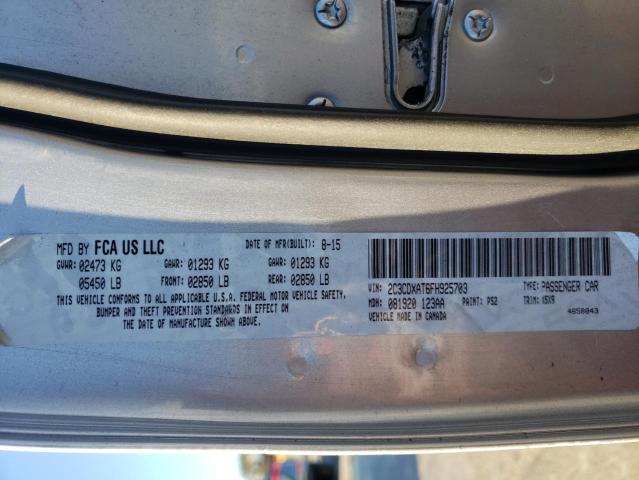 MFD BY FCA US LLC DATE OF MFR(BUILT): 8-15
GVWR: 02473 KG GAWR: 01293 KG GAWR: 01293 KG
05450 LB FRONT: 02850 LB REAR: 02850 LB
THIS VEHICLE CONFORMS TO ALL APPLICABLE U.S.A. FEDERAL MOTOR VEHICLE SAFETY,
BUMPER AND THEFT PREVENTION STANDARDS IN EFFECT ON
THE DATE OF MANUFACTURE SHOWN ABOVE.
VIN: 2C3CDXAT6FH925703 TYPE: PASSENGER CAR
MDH: 081920 123AA PAINT: PS2 TRIM: X5X9
VEHICLE MADE IN CANADA 4650043